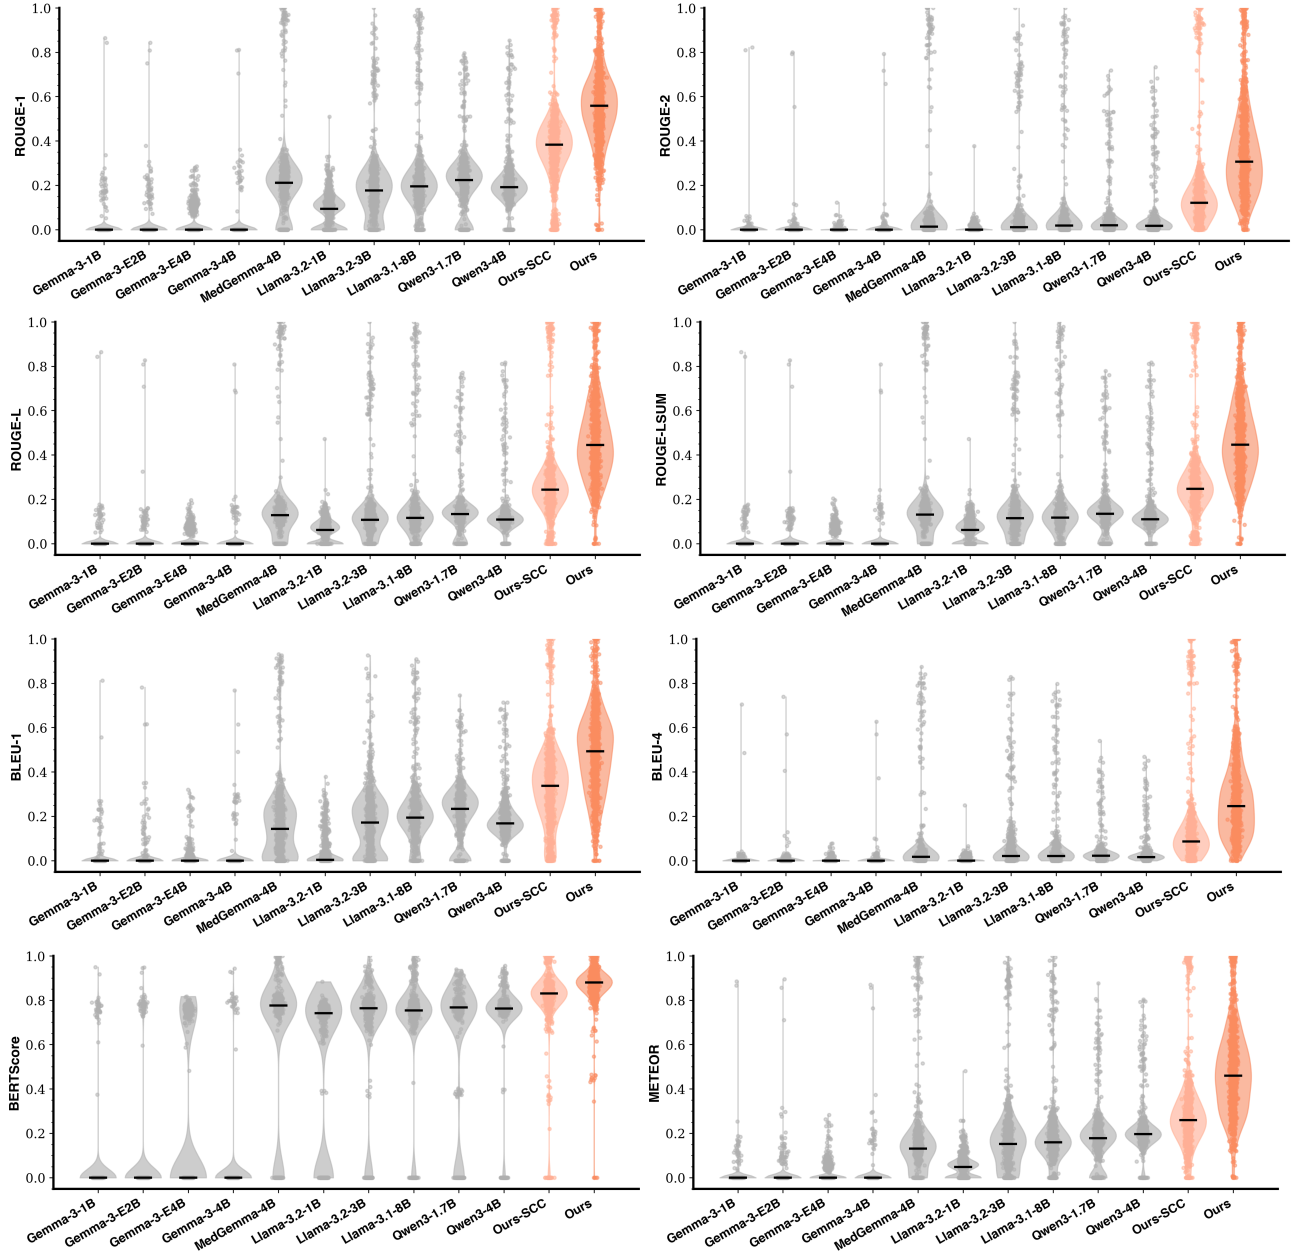 ROUGE-1
1.0
0.8
0.6
0.4
0.2
0.0
Gemma-3-1B
Gemma-3-E2B
Gemma-3-E4B
Gemma-3-4B
MedGemma-4B
Llama-3.2-1B
Llama-3.2-3B
Llama-3.1-8B
Qwen3-1.7B
Qwen3-4B
Ours-SCC
Ours
ROUGE-2
1.0
0.8
0.6
0.4
0.2
0.0
Gemma-3-1B
Gemma-3-E2B
Gemma-3-E4B
Gemma-3-4B
MedGemma-4B
Llama-3.2-1B
Llama-3.2-3B
Llama-3.1-8B
Qwen3-1.7B
Qwen3-4B
Ours-SCC
Ours
ROUGE-L
1.0
0.8
0.6
0.4
0.2
0.0
Gemma-3-1B
Gemma-3-E2B
Gemma-3-E4B
Gemma-3-4B
MedGemma-4B
Llama-3.2-1B
Llama-3.2-3B
Llama-3.1-8B
Qwen3-1.7B
Qwen3-4B
Ours-SCC
Ours
ROUGE-LSUM
1.0
0.8
0.6
0.4
0.2
0.0
Gemma-3-1B
Gemma-3-E2B
Gemma-3-E4B
Gemma-3-4B
MedGemma-4B
Llama-3.2-1B
Llama-3.2-3B
Llama-3.1-8B
Qwen3-1.7B
Qwen3-4B
Ours-SCC
Ours
BLEU-1
1.0
0.8
0.6
0.4
0.2
0.0
Gemma-3-1B
Gemma-3-E2B
Gemma-3-E4B
Gemma-3-4B
MedGemma-4B
Llama-3.2-1B
Llama-3.2-3B
Llama-3.1-8B
Qwen3-1.7B
Qwen3-4B
Ours-SCC
Ours
BLEU-4
1.0
0.8
0.6
0.4
0.2
0.0
Gemma-3-1B
Gemma-3-E2B
Gemma-3-E4B
Gemma-3-4B
MedGemma-4B
Llama-3.2-1B
Llama-3.2-3B
Llama-3.1-8B
Qwen3-1.7B
Qwen3-4B
Ours-SCC
Ours
BERTScore
1.0
0.8
0.6
0.4
0.2
0.0
Gemma-3-1B
Gemma-3-E2B
Gemma-3-E4B
Gemma-3-4B
MedGemma-4B
Llama-3.2-1B
Llama-3.2-3B
Llama-3.1-8B
Qwen3-1.7B
Qwen3-4B
Ours-SCC
Ours
METEOR
1.0
0.8
0.6
0.4
0.2
0.0
Gemma-3-1B
Gemma-3-E2B
Gemma-3-E4B
Gemma-3-4B
MedGemma-4B
Llama-3.2-1B
Llama-3.2-3B
Llama-3.1-8B
Qwen3-1.7B
Qwen3-4B
Ours-SCC
Ours